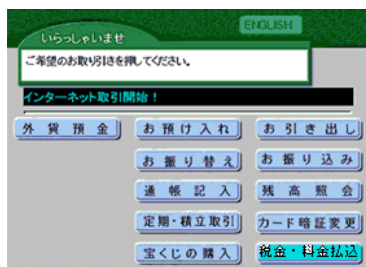 ENGLISH
いらっしゃいませ
ご希望のお取り引きを押してください。
インターネット取引開始！
外貨預金
お預け入れ
お引き出し
お振り替え
お振り込み
通帳記入
残高照会
定期・積立取引
カード暗証変更
宝くじの購入
税金・料金払込